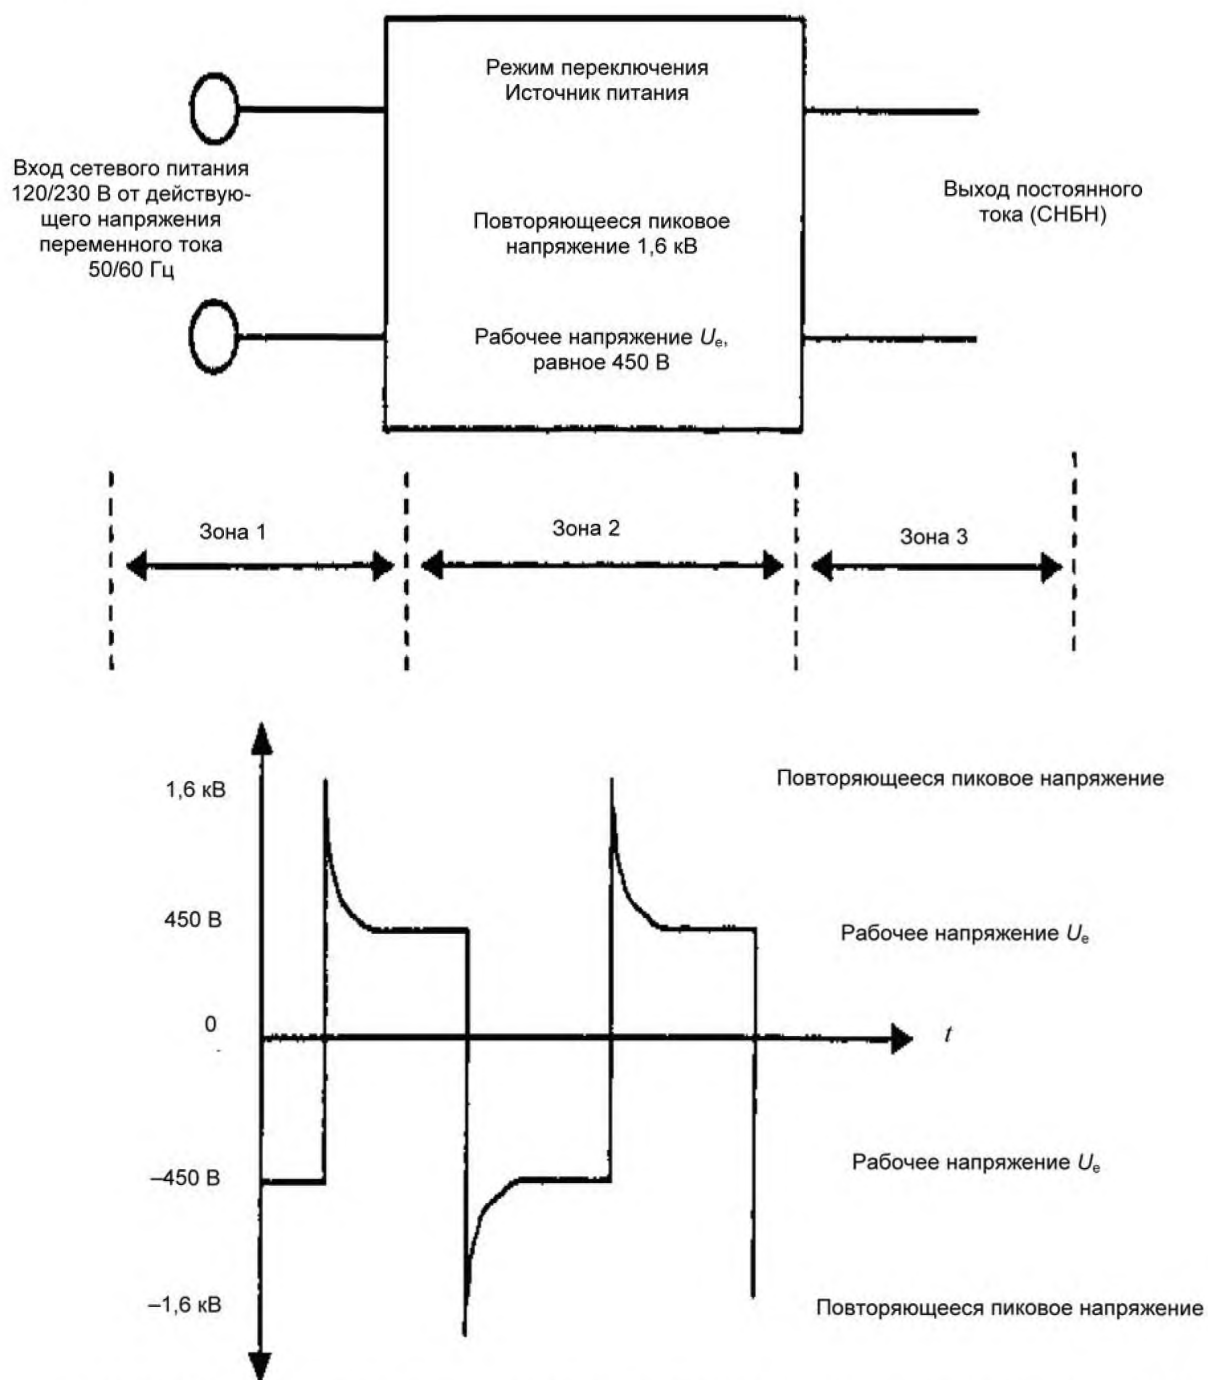 Режим переключения
Источник питания
Вход сетевого питания
120/230 В от действую-
щего напряжения
переменного тока
50/60 Гц
Повторяющееся пиковое
напряжение 1,6 кВ
Рабочее напряжение Uе,
равное 450 В
Выход постоянного
тока (СНБН)
Зона 1
Зона 2
Зона 3
1,6 кВ
Повторяющееся пиковое напряжение
450 В
Рабочее напряжение Uе
0
t
–450 В
Рабочее напряжение Uе
–1,6 кВ
Повторяющееся пиковое напряжение